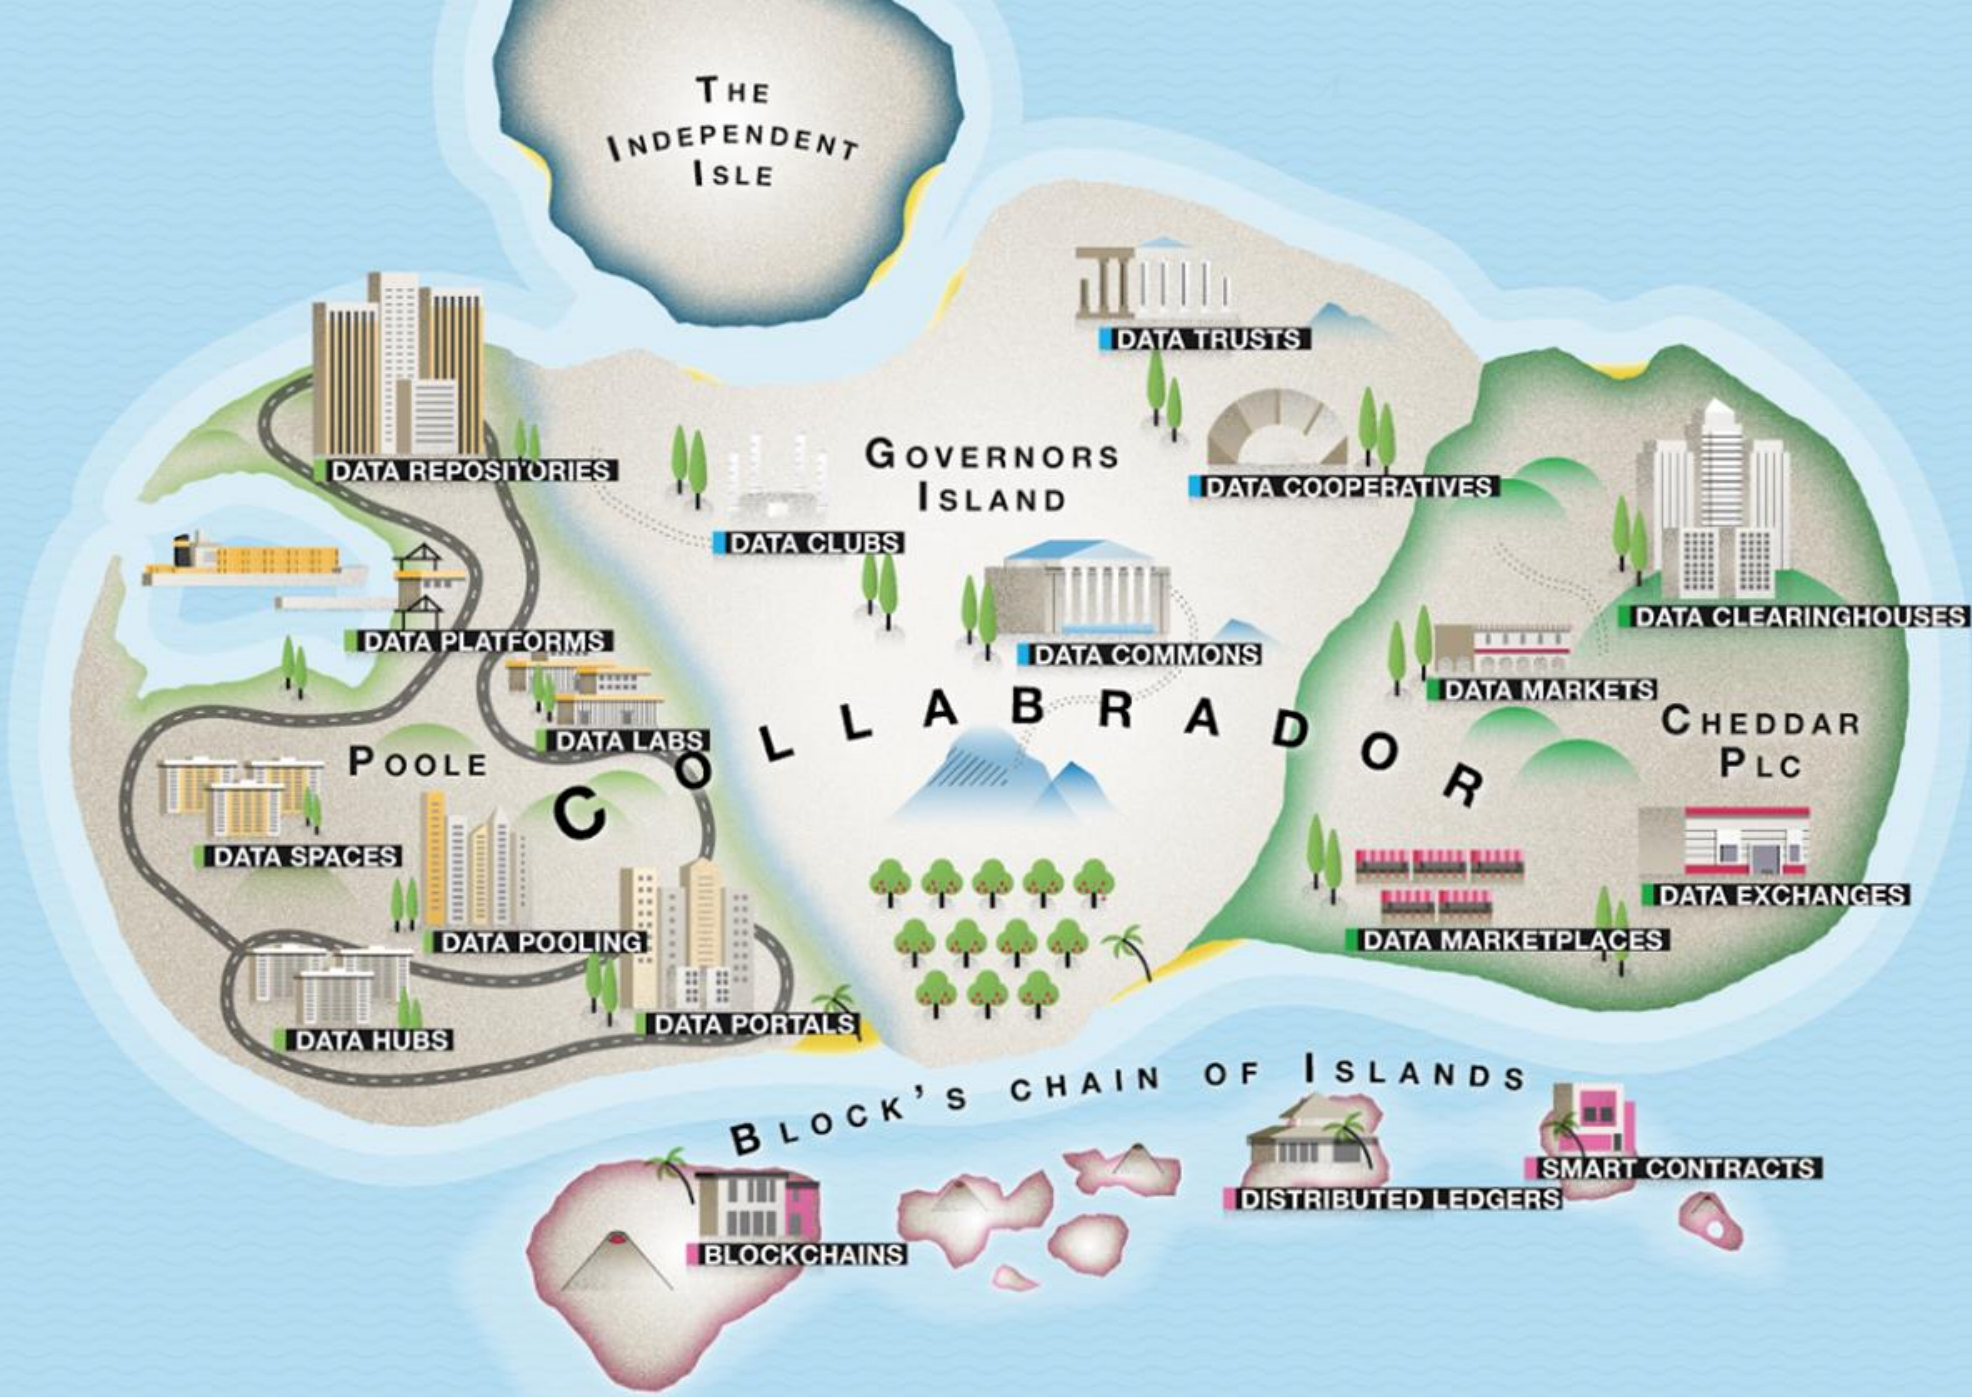 THE
INDEPENDENT
ISLE
DATA TRUSTS
GOVERNORS
ISLAND
DATA REPOSITORIES
DATA COOPERATIVES
DATA CLUBS
DATA CLEARINGHOUSES
DATA PLATFORMS
DATA COMMONS
DATA MARKETS
COLLABRADOR
CHEDDAR
PLC
DATA LABS
POOLE
DATA SPACES
DATA EXCHANGES
DATA POOLING
DATA MARKETPLACES
DATA PORTALS
DATA HUBS
BLOCK'S CHAIN OF ISLANDS
SMART CONTRACTS
DISTRIBUTED LEDGERS
BLOCKCHAINS